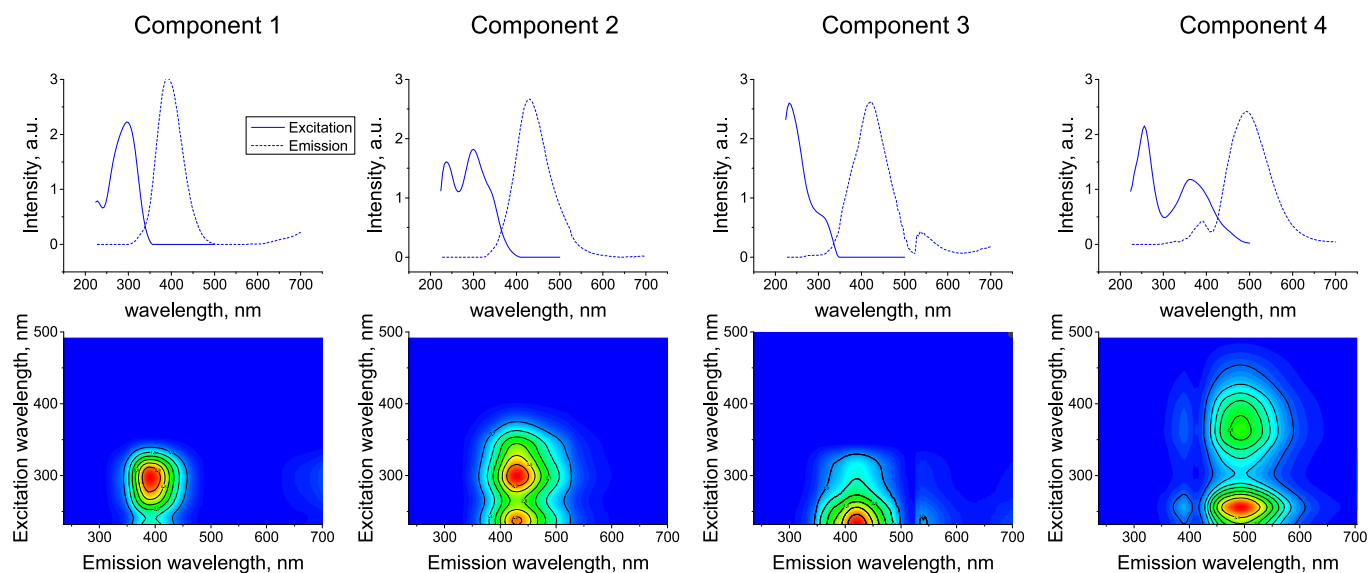 Component 1
Component 2
Component 3
Component 4
Intensity, a.u.
3
2
1
0
200 300 400 500 600 700
wavelength, nm
Excitation
Emission
Intensity, a.u.
3
2
1
0
200 300 400 500 600 700
wavelength, nm
Intensity, a.u.
3
2
1
0
200 300 400 500 600 700
wavelength, nm
Intensity, a.u.
3
2
1
0
200 300 400 500 600 700
wavelength, nm
Excitation wavelength, nm
500
400
300
300 400 500 600 700
Emission wavelength, nm
Excitation wavelength, nm
500
400
300
300 400 500 600 700
Emission wavelength, nm
Excitation wavelength, nm
500
400
300
300 400 500 600 700
Emission wavelength, nm
Excitation wavelength, nm
500
400
300
300 400 500 600 700
Emission wavelength, nm